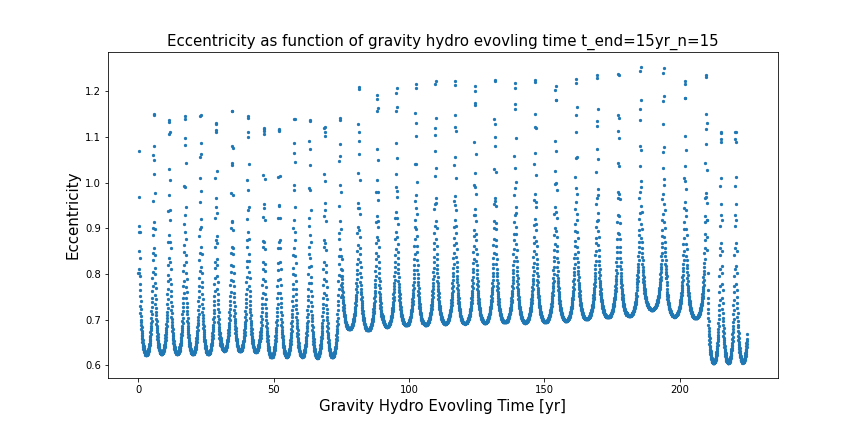 Eccentricity as function of gravity hydro evovling time t_end=15yr_n=15
1.2
1.1
1.0
0.9
0.8
0.7
0.6
Eccentricity
0 50 100 150 200
Gravity Hydro Evovling Time [yr]